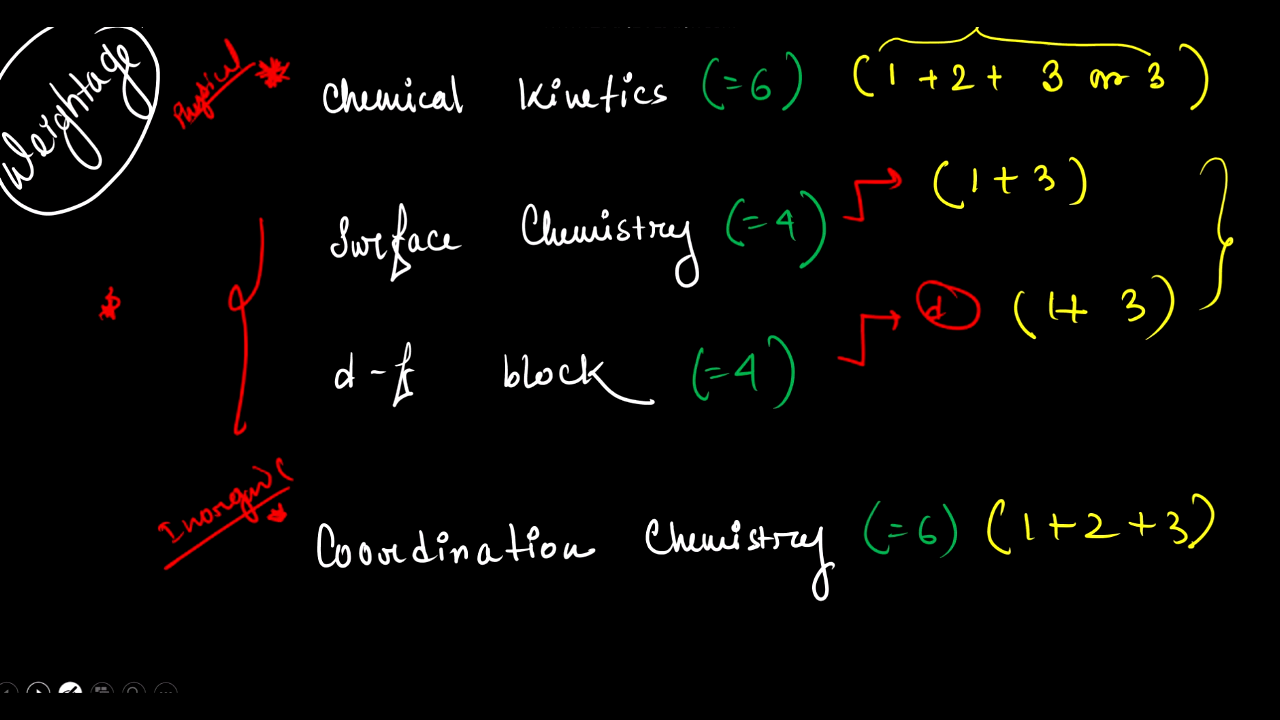 Weightage
Physical
Chemical Kinetics (=6) (1+2+ 3 or 3)
Surface Chemistry (=4) (1+3)
d-f block (=4) d (1+ 3)
Inorganic
Coordination Chemistry (=6) (1+2+3)